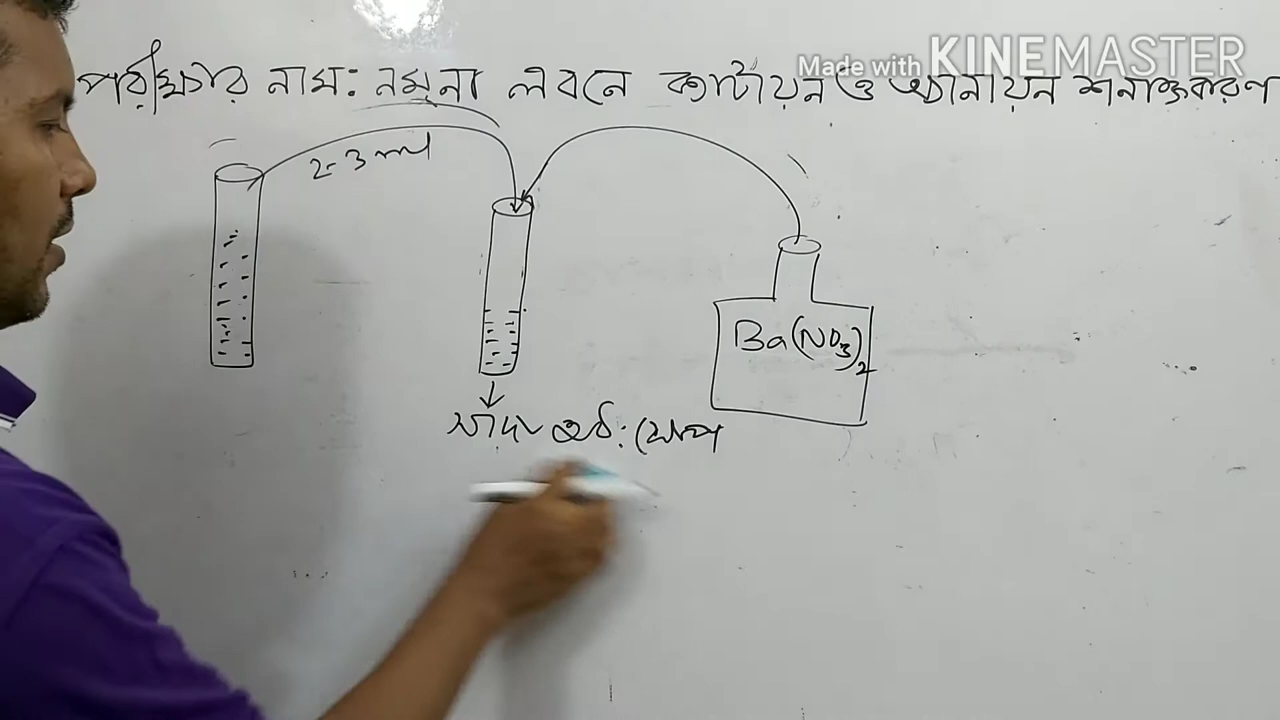 Made with KINEMASTER
পরীক্ষার নাম: নমুনা লবনে ক্যাটায়ন ও অ্যানায়ন শনাক্তকরণ
2-3 ml
Ba(NO3)2
সাদা অধ:ক্ষেপ